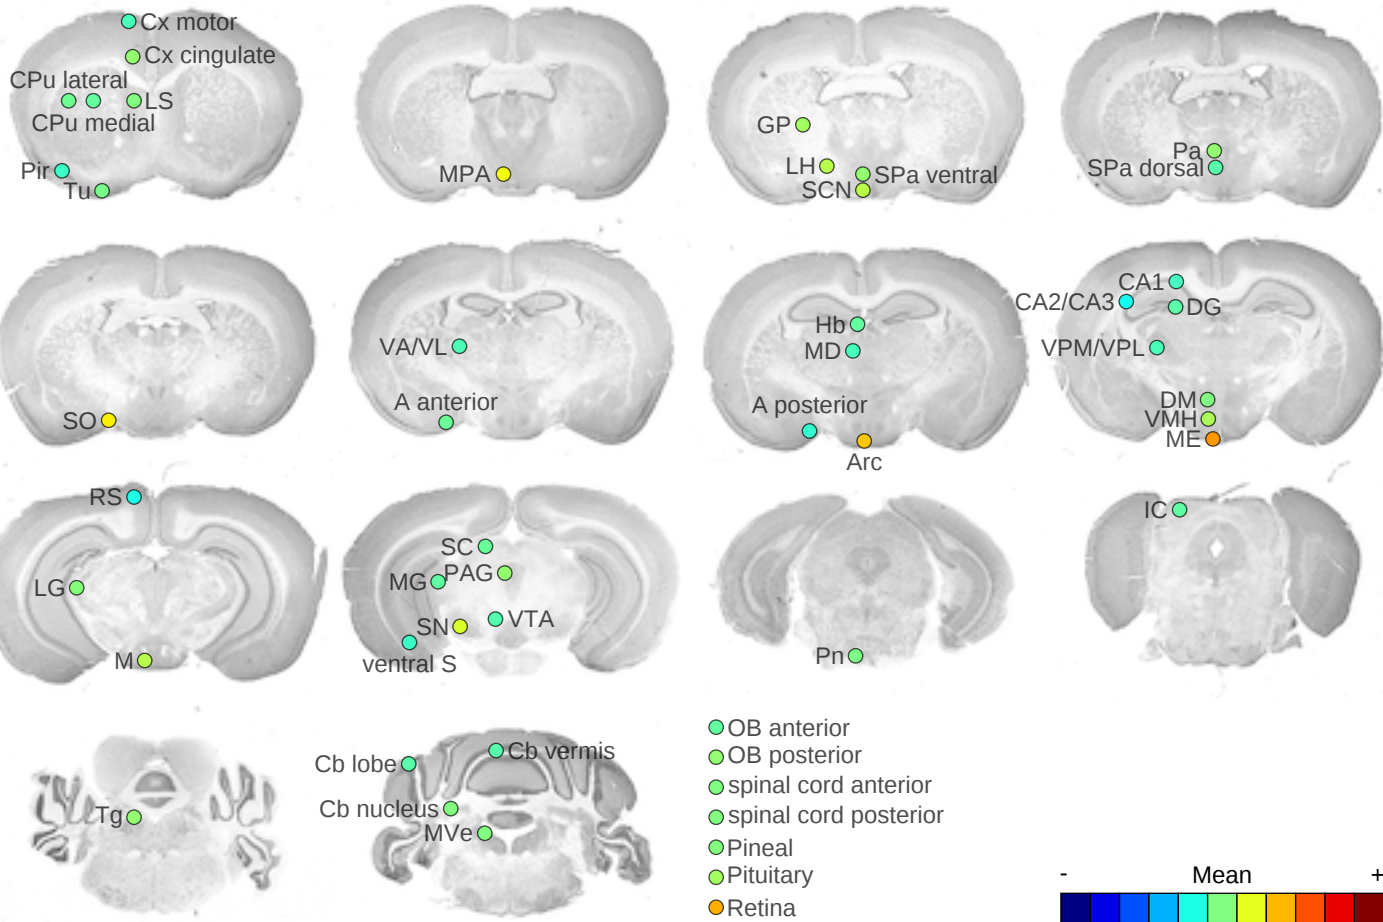 Cx motor
Cx cingulate
CPu lateral
LS
CPu medial
Pir
Tu
MPA
GP
LH
SPa ventral
SCN
Pa
SPa dorsal
SO
VA/VL
A anterior
Hb
MD
A posterior
Arc
CA1
CA2/CA3
DG
VPM/VPL
DM
VMH
ME
RS
LG
M
SC
PAG
MG
SN
VTA
ventral S
Pn
IC
Tg
Cb lobe
Cb vermis
Cb nucleus
MVe
OB anterior
OB posterior
spinal cord anterior
spinal cord posterior
Pineal
Pituitary
Retina
- Mean +